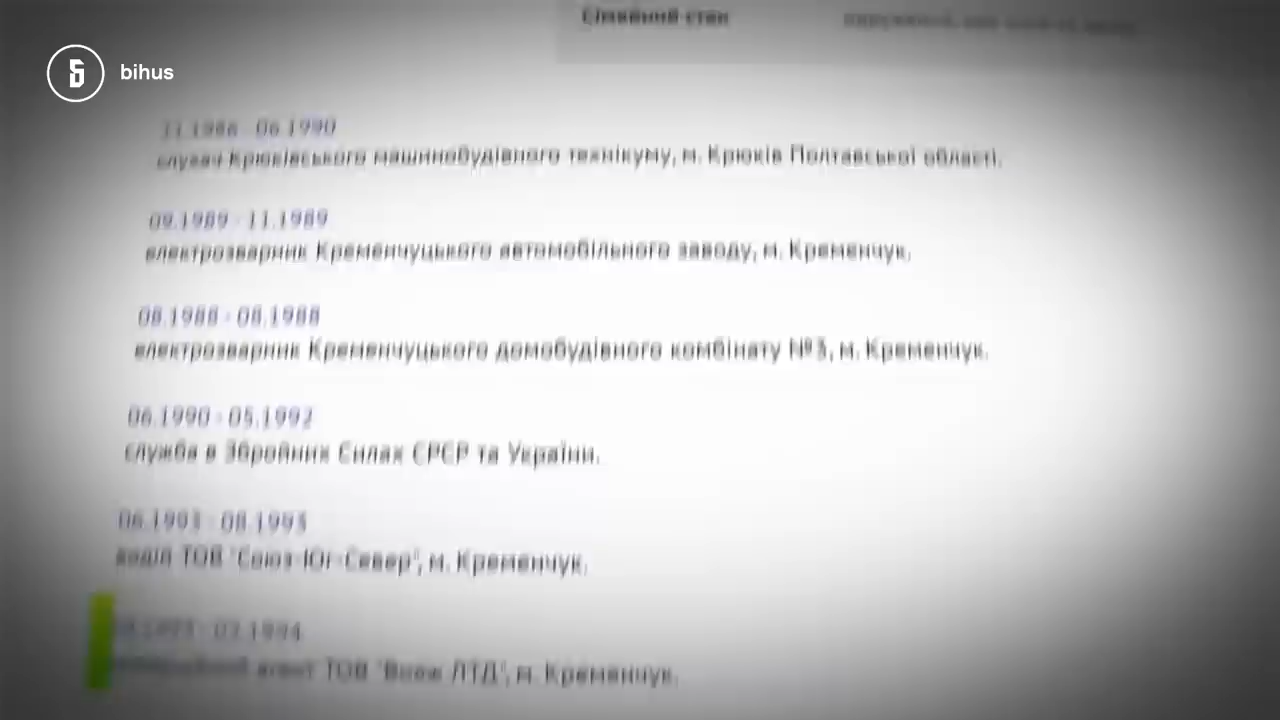 Сімейний стан
bihus
11.1986 - 06.1990
слухач Крюківського машинобудівного технікуму, м. Крюків Полтавської області.
09.1989 - 11.1989
електрозварник Кременчуцького автомобільного заводу, м. Кременчук.
08.1988 - 08.1988
електрозварник Кременчуцького домобудівного комбінату №3, м. Кременчук.
06.1990 - 05.1992
служба в Збройних Силах СРСР та України.
06.1993 - 08.1993
водій ТОВ "Союз-Юг-Север", м. Кременчук.
03.1994
агент ТОВ ЛТД", м. Кременчук.